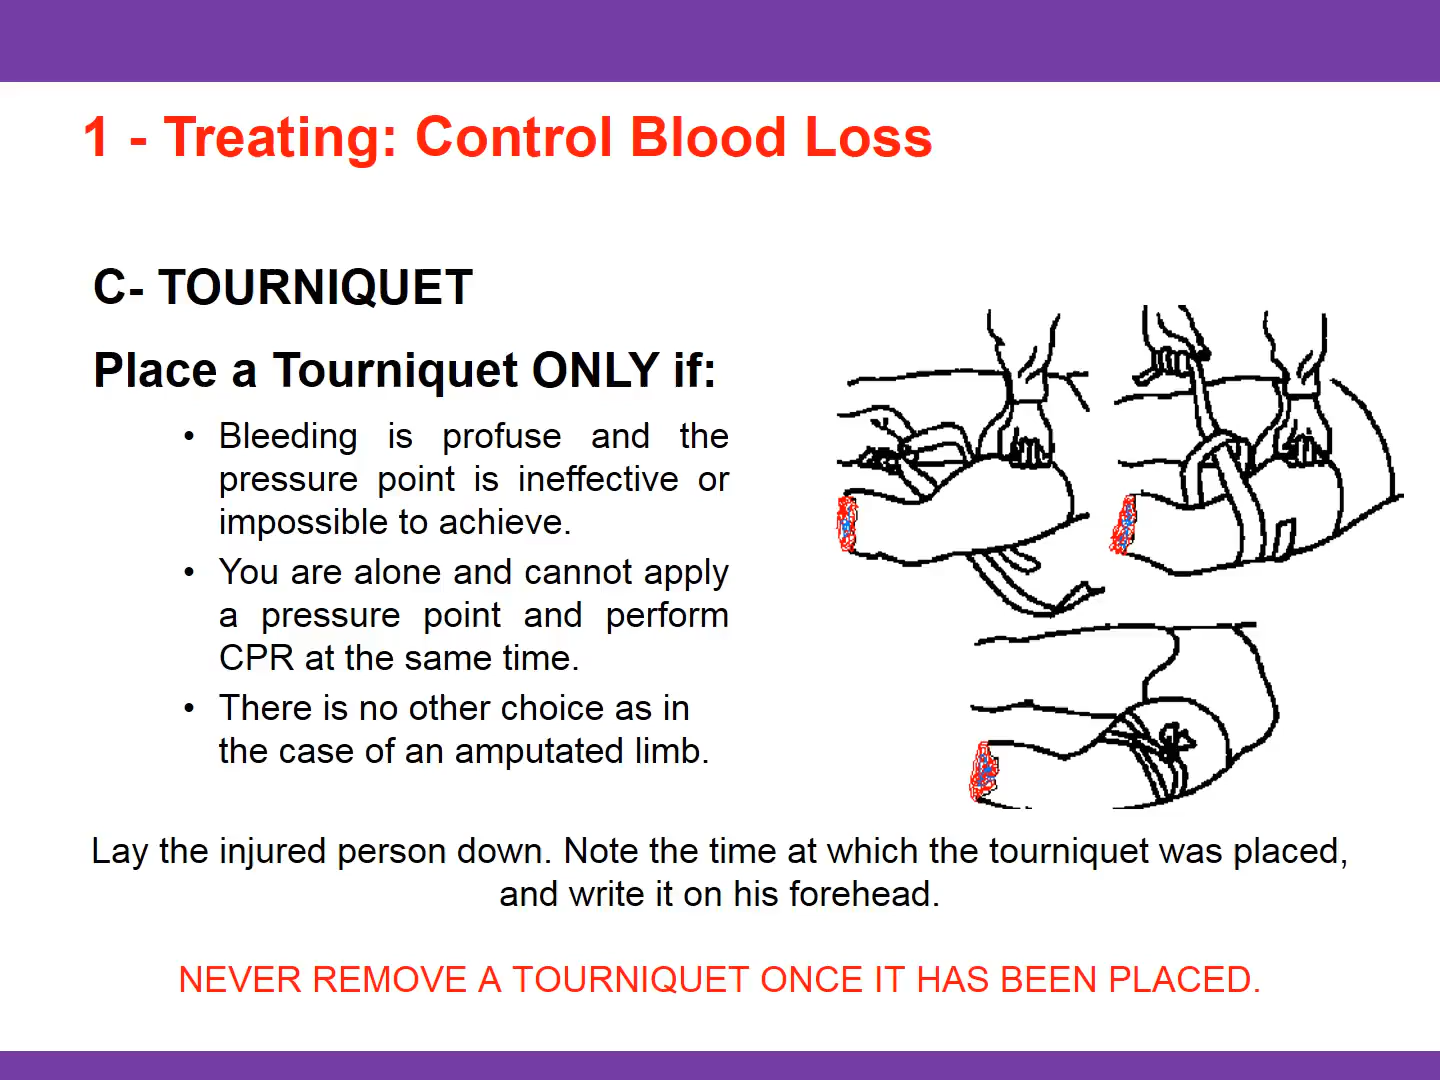 1 - Treating: Control Blood Loss
C- TOURNIQUET
Place a Tourniquet ONLY if:
• Bleeding is profuse and the
pressure point is ineffective or
impossible to achieve.
• You are alone and cannot apply
a pressure point and perform
CPR at the same time.
• There is no other choice as in
the case of an amputated limb.
Lay the injured person down. Note the time at which the tourniquet was placed,
and write it on his forehead.
NEVER REMOVE A TOURNIQUET ONCE IT HAS BEEN PLACED.